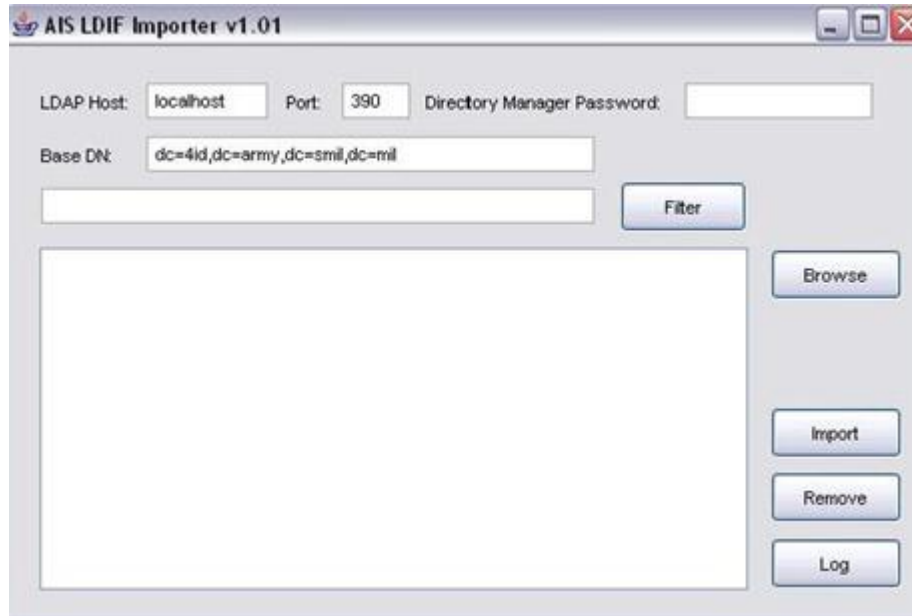 AIS LDIF Importer v1.01
LDAP Host: localhost Port: 390 Directory Manager Password:
Base DN: dc=4id,dc=army,dc=smil,dc=mil
Filter
Browse
Import
Remove
Log